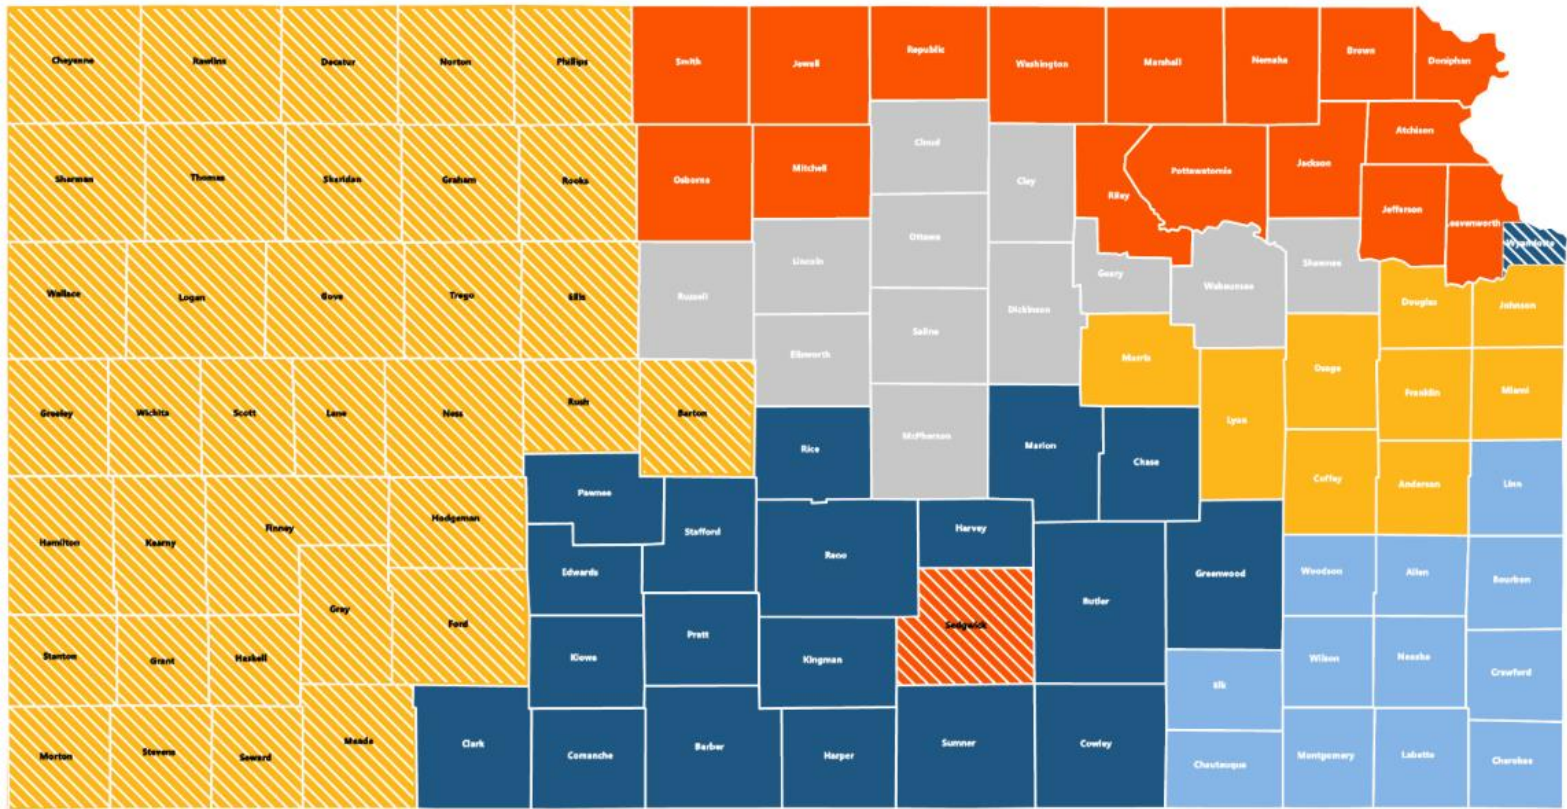 Cheyenne
Rawlins
Decatur
Norton
Phillips
Smith
Jewell
Republic
Washington
Marshall
Nemaha
Brown
Doniphan
Sherman
Thomas
Sheridan
Graham
Rooks
Osborne
Mitchell
Cloud
Clay
Riley
Pottawatomie
Jackson
Atchison
Jefferson
Leavenworth
Wyandotte
Wallace
Logan
Gove
Trego
Ellis
Russell
Lincoln
Ottawa
Saline
Ellsworth
Dickinson
Geary
Wabaunsee
Shawnee
Douglas
Johnson
Greeley
Wichita
Scott
Lane
Ness
Rush
Barton
Rice
McPherson
Marion
Chase
Morris
Lyon
Osage
Franklin
Miami
Hamilton
Kearny
Finney
Hodgeman
Pawnee
Stafford
Edwards
Reno
Harvey
Butler
Greenwood
Coffey
Anderson
Linn
Woodson
Allen
Bourbon
Stanton
Grant
Haskell
Gray
Ford
Kiowa
Pratt
Kingman
Sedgwick
Elk
Wilson
Neosho
Crawford
Morton
Stevens
Seward
Meade
Clark
Comanche
Barber
Harper
Sumner
Cowley
Chautauqua
Montgomery
Labette
Cherokee